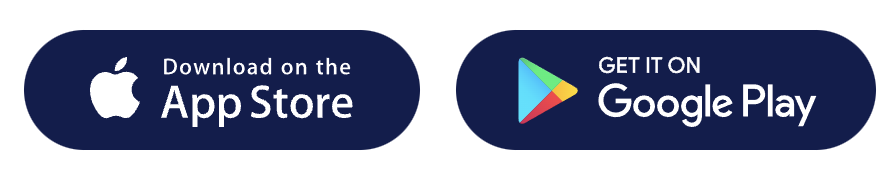 Download on the
App Store
GET IT ON
Google Play